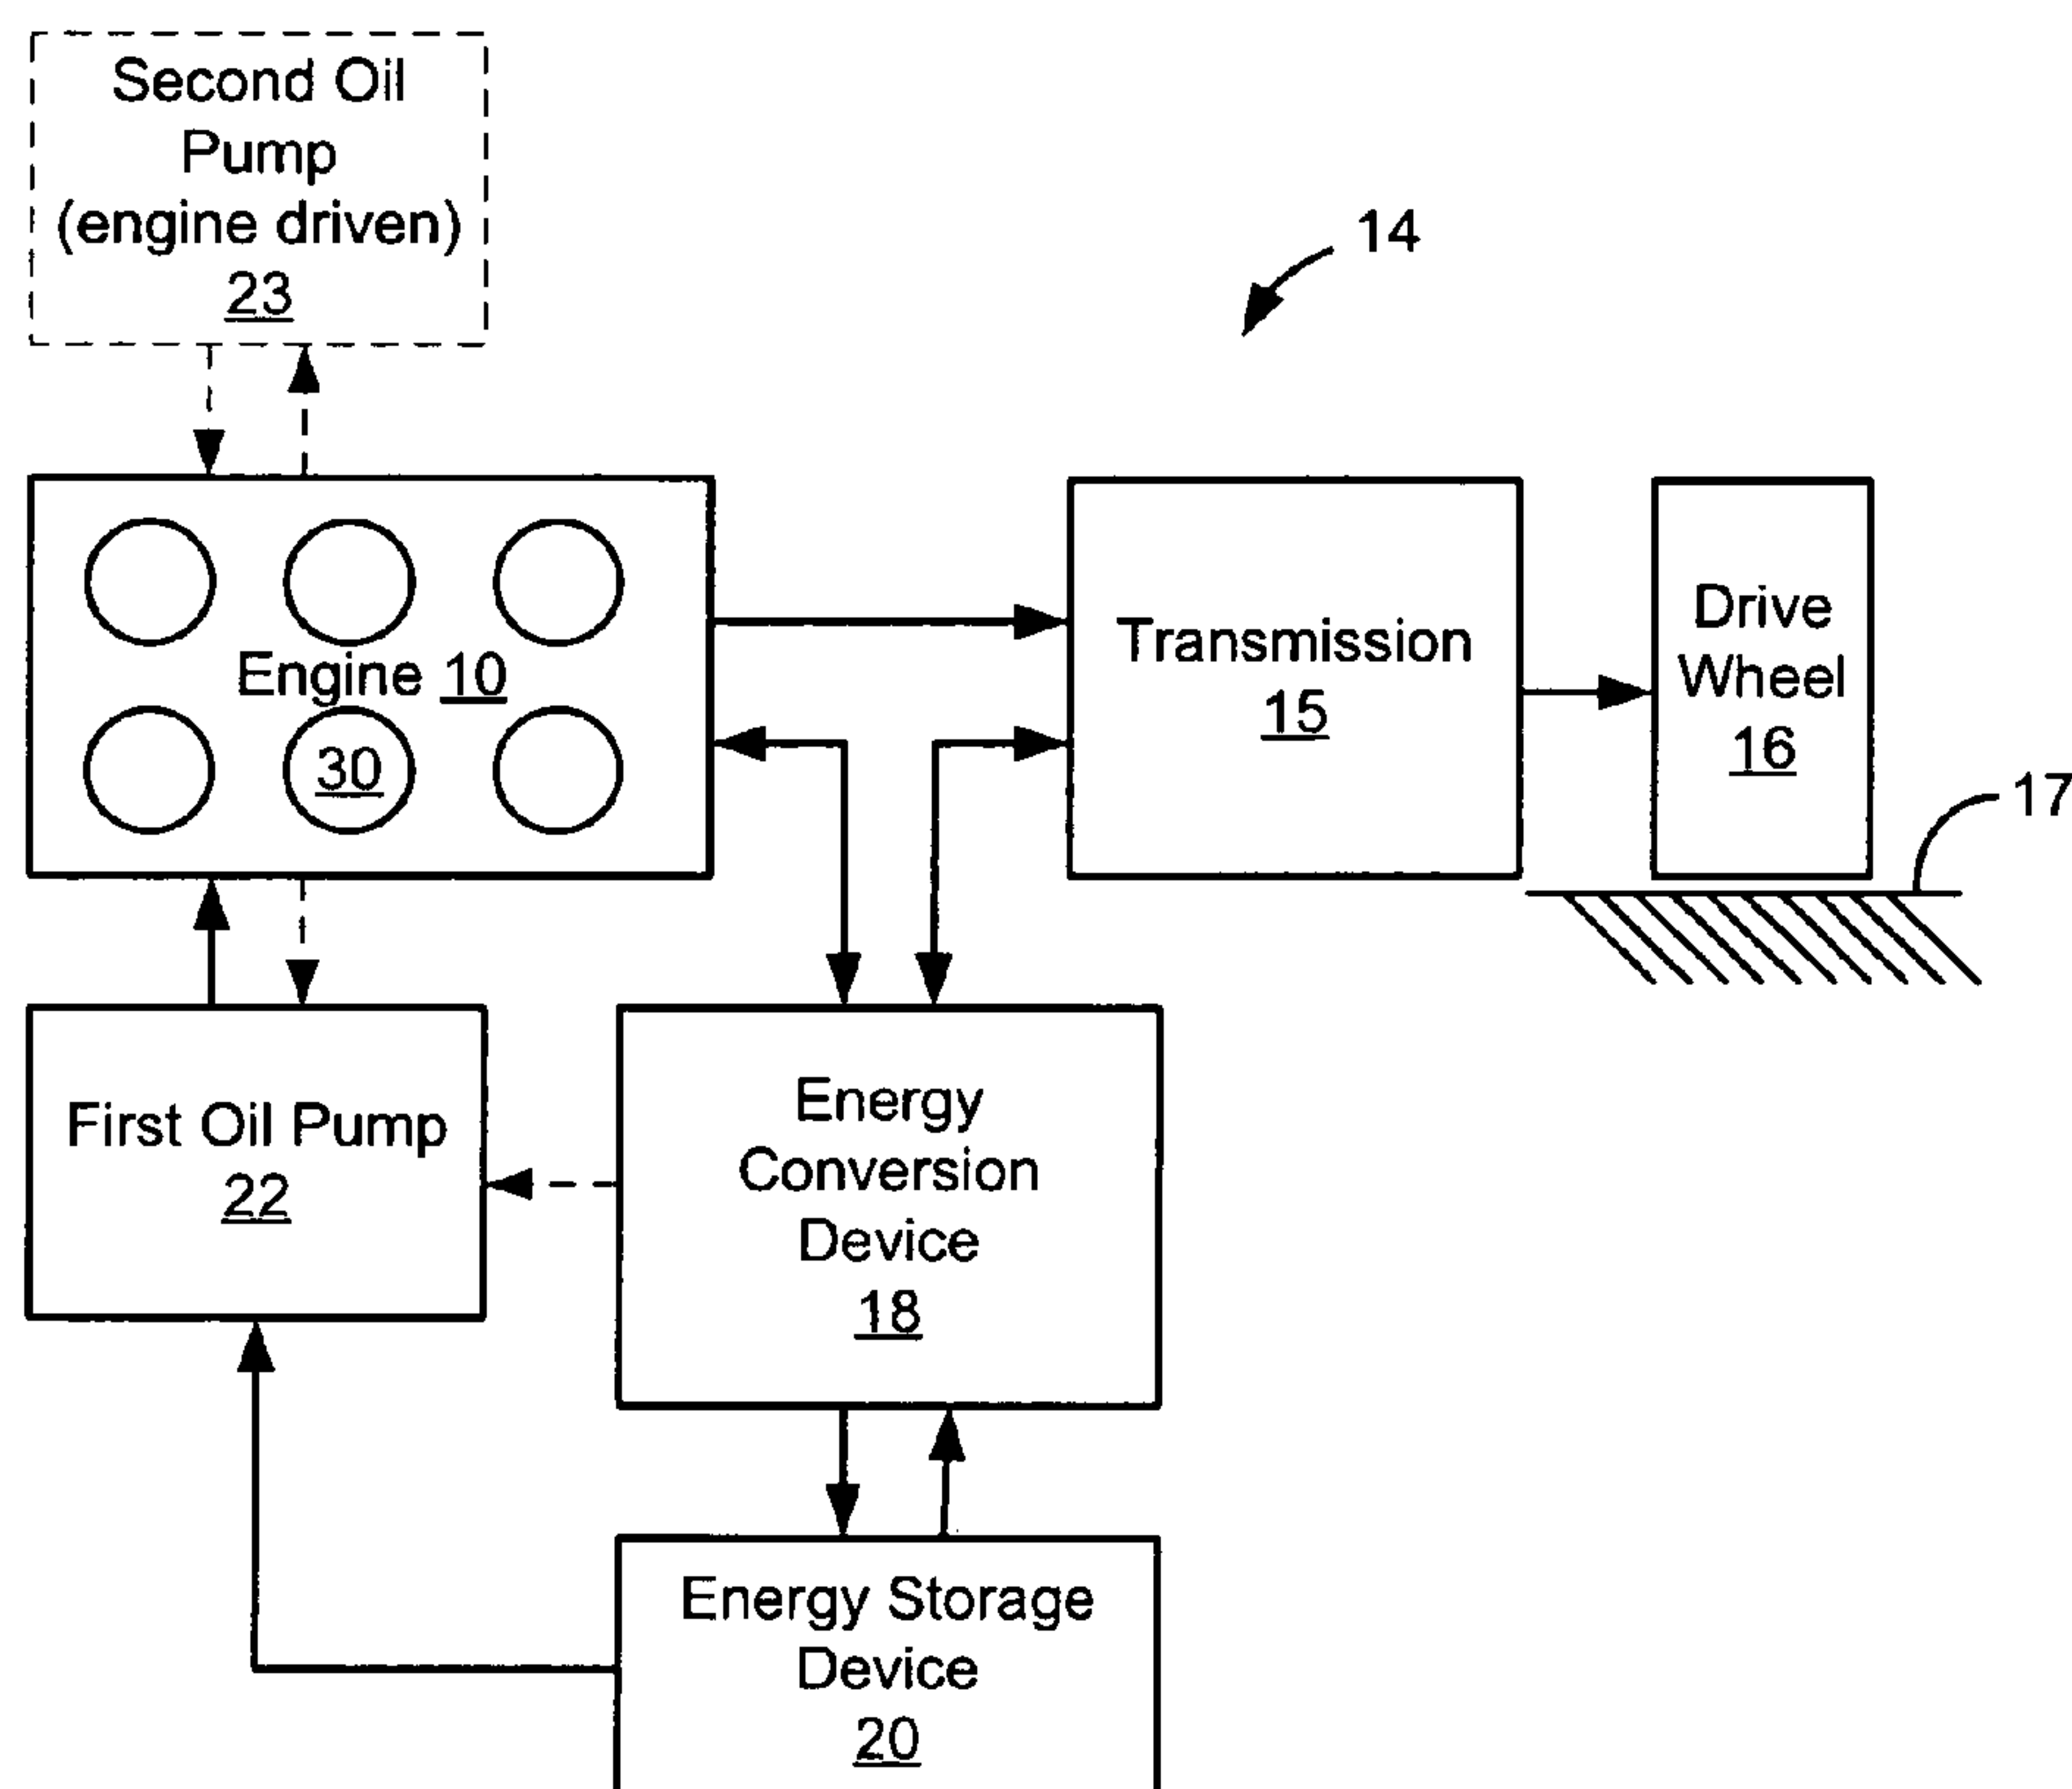 Second Oil
Pump
(engine driven)
23
14
Engine 10
30
Transmission
15
Drive
Wheel
16
17
First Oil Pump
22
Energy
Conversion
Device
18
Energy Storage
Device
20